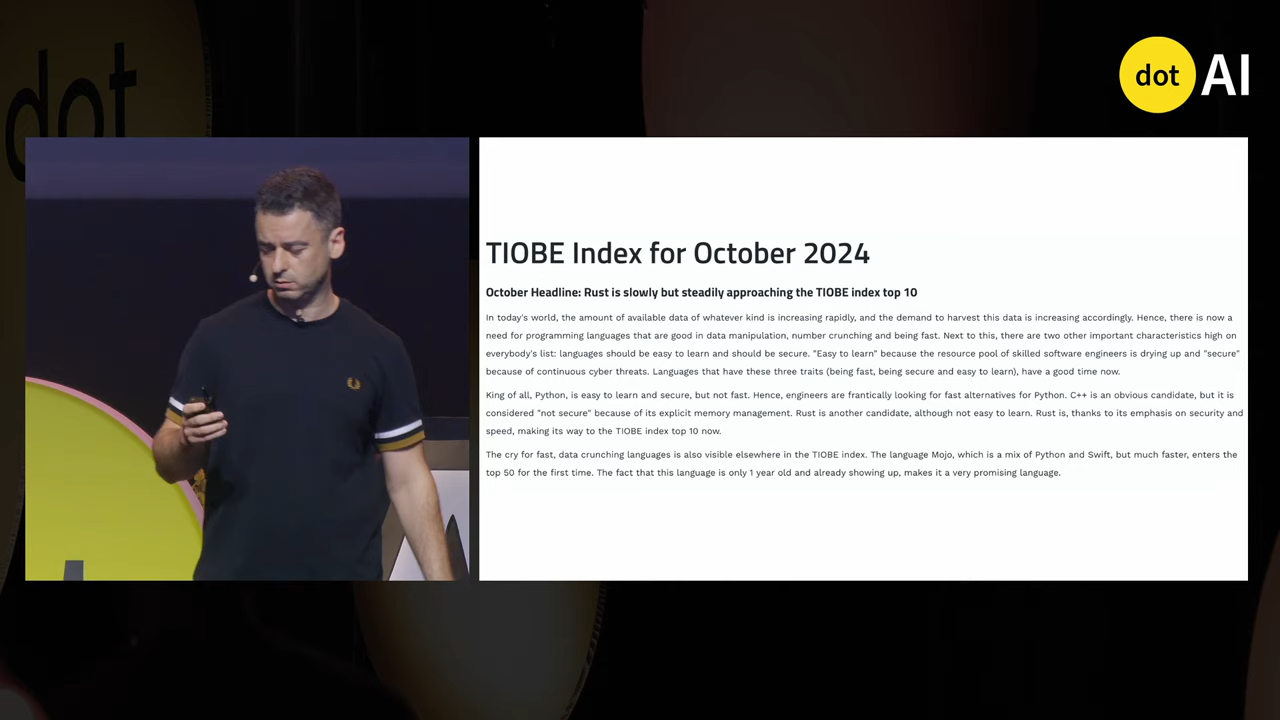 dot
dot AI
TIOBE Index for October 2024
October Headline: Rust is slowly but steadily approaching the TIOBE index top 10
In today's world, the amount of available data of whatever kind is increasing rapidly, and the demand to harvest this data is increasing accordingly. Hence, there is now a
need for programming languages that are good in data manipulation, number crunching and being fast. Next to this, there are two other important characteristics high on
everybody's list: languages should be easy to learn and should be secure. "Easy to learn" because the resource pool of skilled software engineers is drying up and "secure"
because of continuous cyber threats. Languages that have these three traits (being fast, being secure and easy to learn), have a good time now.
King of all, Python, is easy to learn and secure, but not fast. Hence, engineers are frantically looking for fast alternatives for Python. C++ is an obvious candidate, but it is
considered "not secure" because of its explicit memory management. Rust is another candidate, although not easy to learn. Rust is, thanks to its emphasis on security and
speed, making its way to the TIOBE index top 10 now.
The cry for fast, data crunching languages is also visible elsewhere in the TIOBE index. The language Mojo, which is a mix of Python and Swift, but much faster, enters the
top 50 for the first time. The fact that this language is only 1 year old and already showing up, makes it a very promising language.